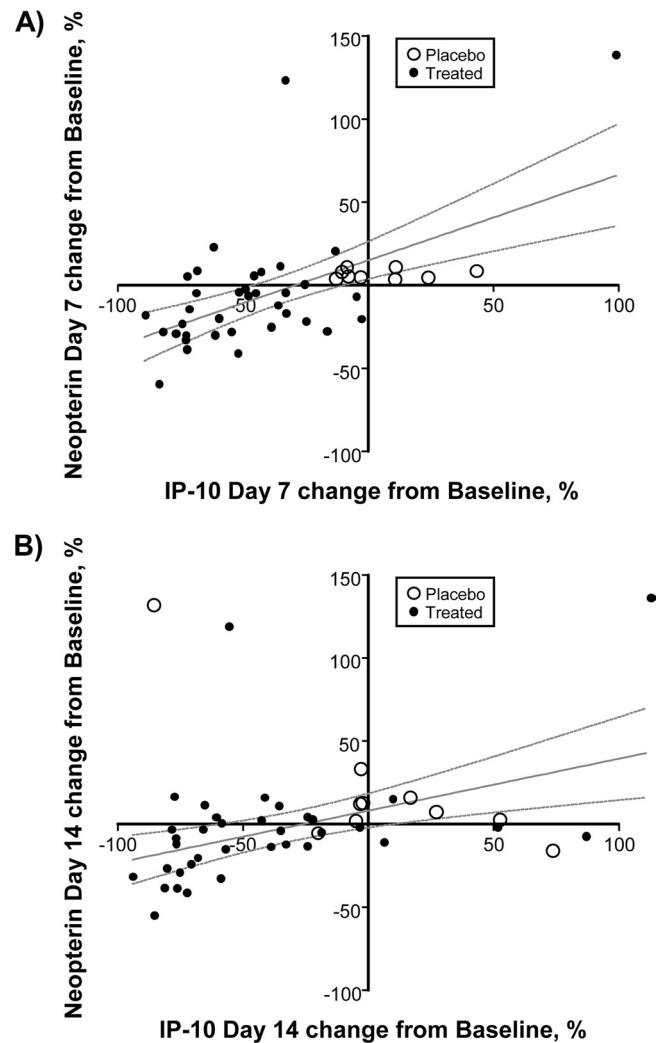 A)
Neopterin Day 7 change from Baseline, %
150
100
50
-50
-100
-100
-50
50
100
Placebo
Treated
IP-10 Day 7 change from Baseline, %
B)
Neopterin Day 14 change from Baseline, %
150
100
50
-50
-100
-100
-50
50
100
Placebo
Treated
IP-10 Day 14 change from Baseline, %